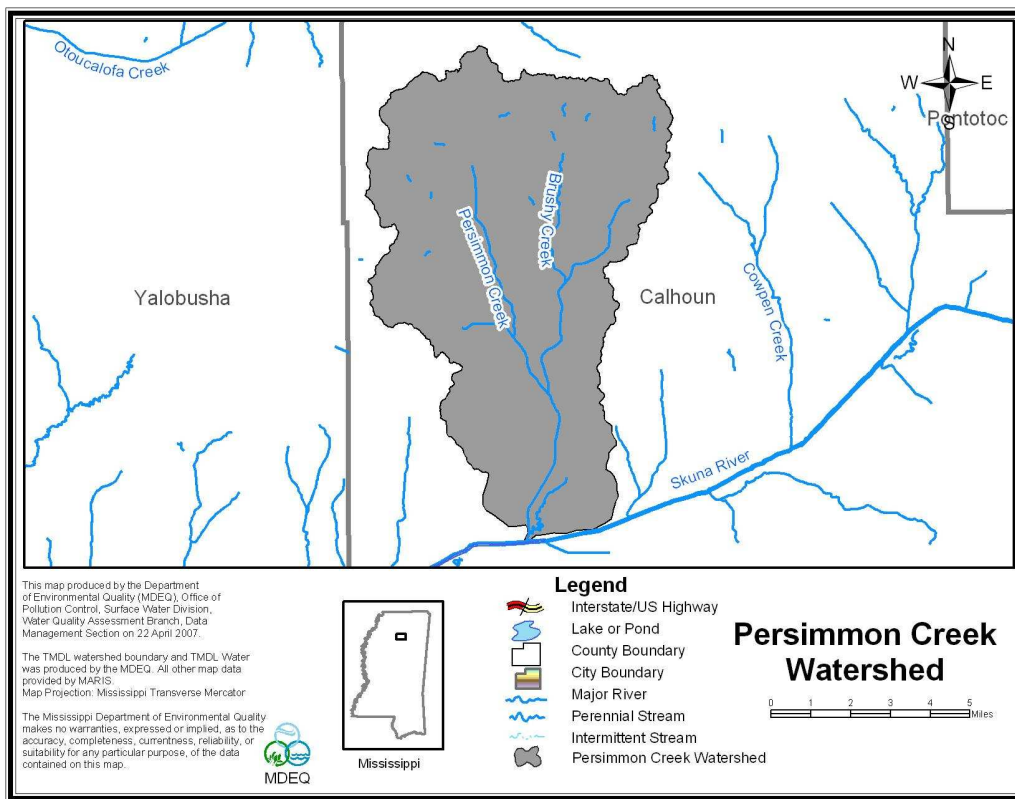 Otoucalofa Creek
N
W
E
S
Pontotoc
Brushy Creek
Persimmon Creek
Yalobusha
Calhoun
Cowpen Creek
Skuna River
This map produced by the Department
of Environmental Quality (MDEQ), Office of
Pollution Control, Surface Water Division,
Water Quality Assessment Branch, Data
Management Section on 22 April 2007.
The TMDL watershed boundary and TMDL Water
was produced by the MDEQ. All other map data
provided by MARIS.
Map Projection: Mississippi Transverse Mercator
The Mississippi Department of Environmental Quality
makes no warranties, expressed or implied, as to the
accuracy, completeness, currentness, reliability, or
suitability for any particular purpose, of the data
contained on this map.
MDEQ
Mississippi
Legend
Interstate/US Highway
Lake or Pond
County Boundary
City Boundary
Major River
Perennial Stream
Intermittent Stream
Persimmon Creek Watershed
Persimmon Creek
Watershed
0 1 2 3 4 5
Miles